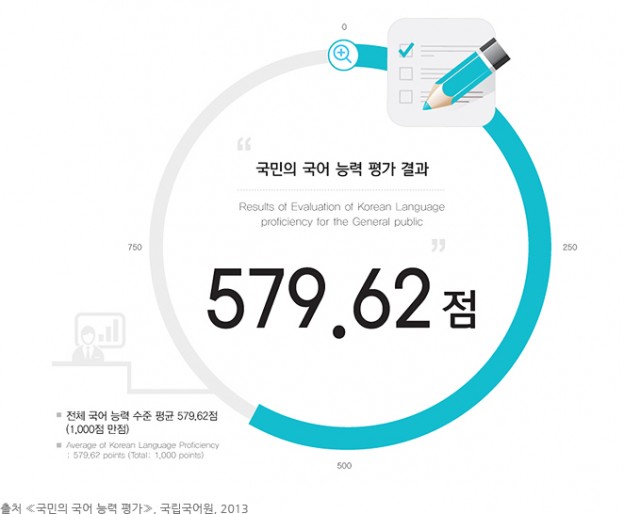 0
“
국민의 국어 능력 평가 결과
Results of Evaluation of Korean Language
proficiency for the General public
”
750
250
579.62 점
전체 국어 능력 수준 평균 579.62점
(1,000점 만점)
Average of Korean Language Proficiency
: 579.62 points (Total: 1,000 points)
500
출처 ≪국민의 국어 능력 평가≫, 국립국어원, 2013